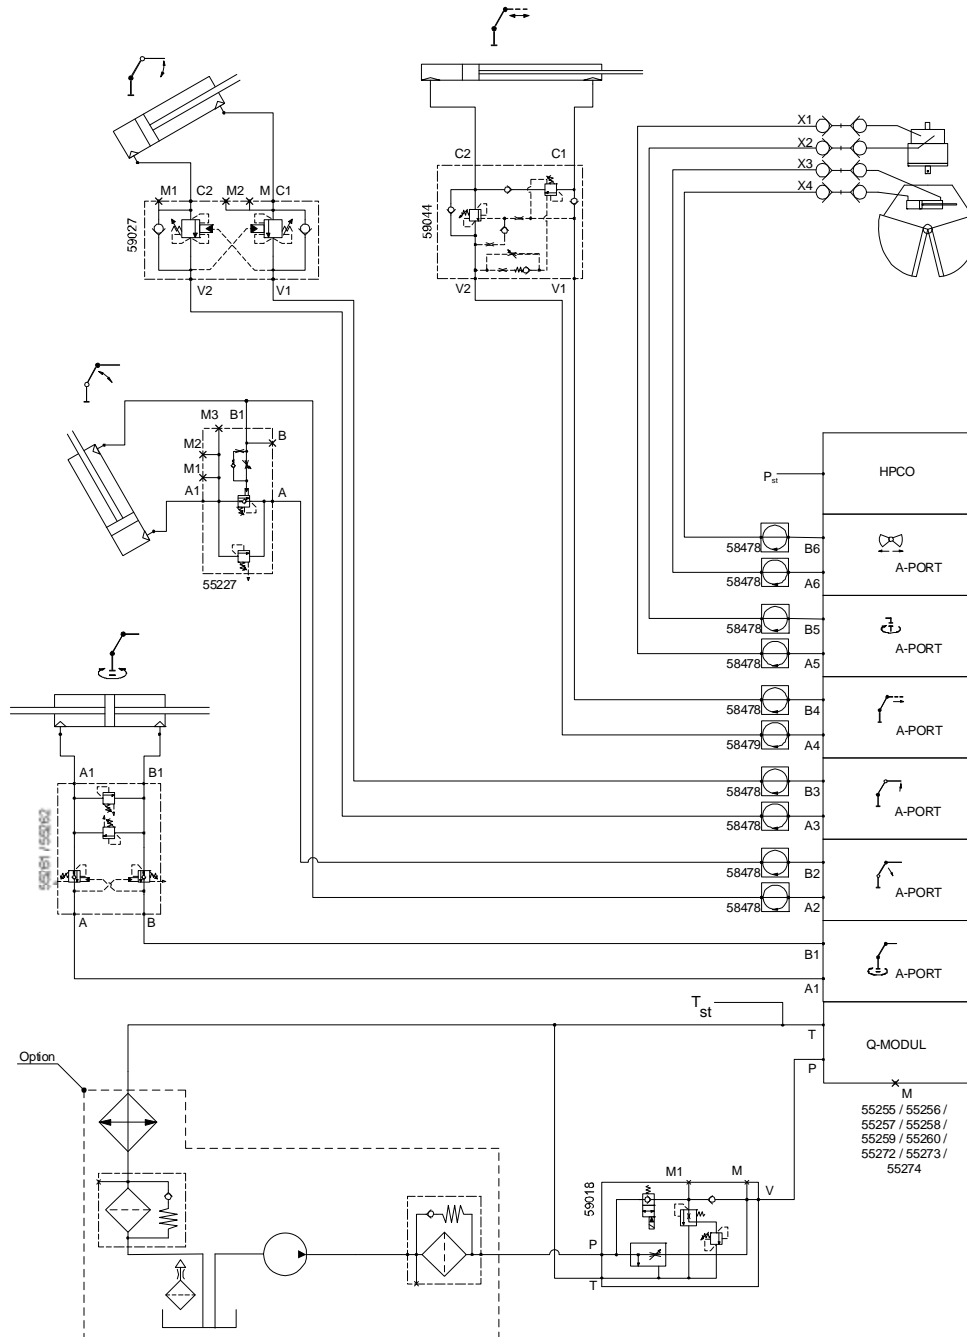 C2 C1
X1
X2
X3
X4
M1 C2 M2 M C1
59027
V2 V1
59044
V2 V1
M3 B1
B
M2
M1
A1 A
55227
HPCO
Pst
58478 B6
A-PORT
58478 A6
58478 B5
A-PORT
58478 A5
58478 B4
A-PORT
58479 A4
58478 B3
A-PORT
58478 A3
58478 B2
A-PORT
58478 A2
A1 B1
55261 / 55262
A B
B1
A-PORT
A1
Tst
T
Q-MODUL
P
M
55255 / 55256 /
55257 / 55258 /
55259 / 55260 /
55272 / 55273 /
55274
Option
M1 M
V
59018
P
T